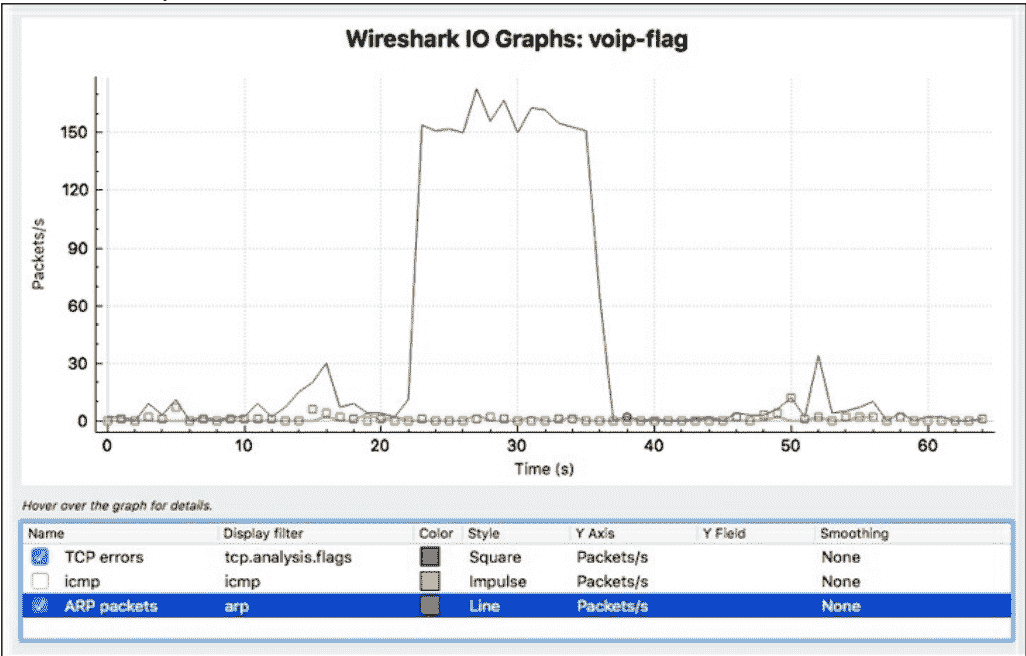 Wireshark IO Graphs: voip-flag
150
120
90
60
30
0
Packets/s
0 10 20 30 40 50 60
Time (s)
Hover over the graph for details.
Name Display filter Color Style Y Axis Y Field Smoothing
TCP errors tcp.analysis.flags Square Packets/s None
icmp icmp Impulse Packets/s None
ARP packets arp Line Packets/s None